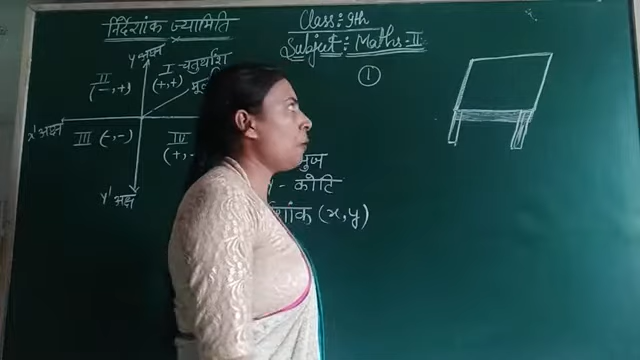 निर्देशांक ज्यामिति
Class: 9th
Subject: Maths-II
Y अक्ष
I - चतुर्थांश
(+,+)
II
(-,+)
①
X' अक्ष
III (-,-)
IV
(+,-
Y' अक्ष
- कोटि
(x,y)